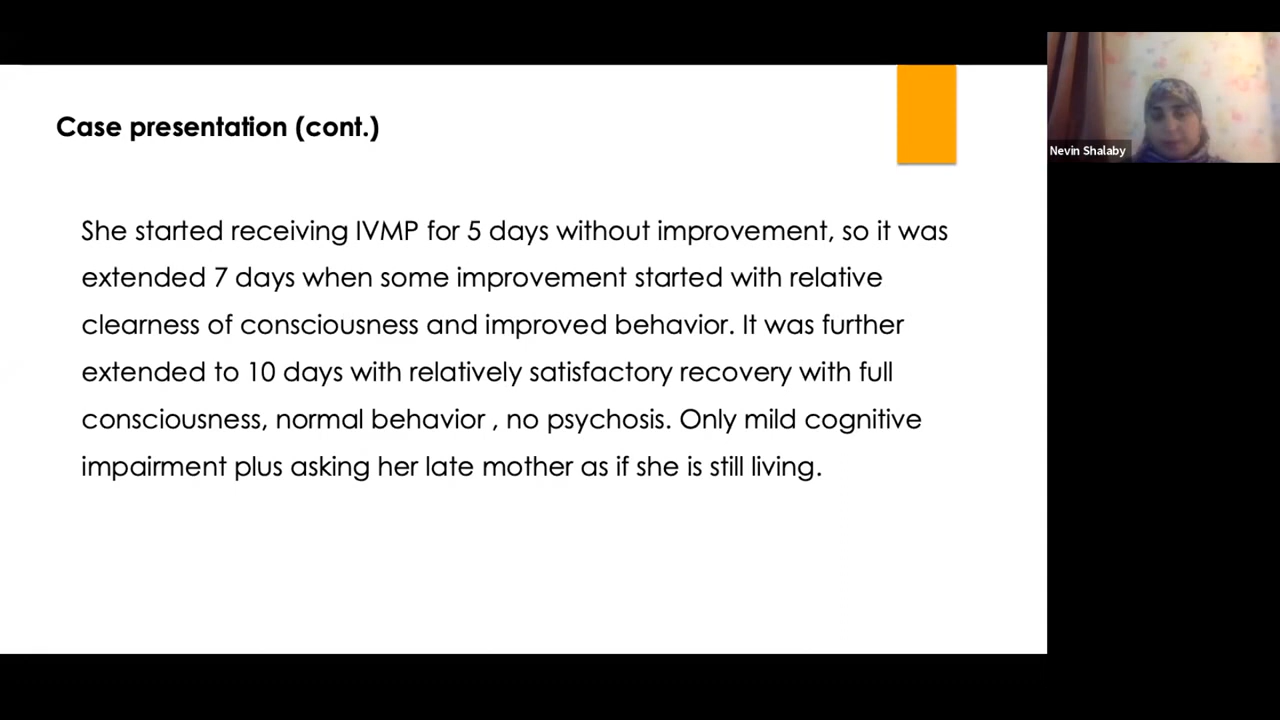 Case presentation (cont.)
She started receiving IVMP for 5 days without improvement, so it was
extended 7 days when some improvement started with relative
clearness of consciousness and improved behavior. It was further
extended to 10 days with relatively satisfactory recovery with full
consciousness, normal behavior , no psychosis. Only mild cognitive
impairment plus asking her late mother as if she is still living.
Nevin Shalaby